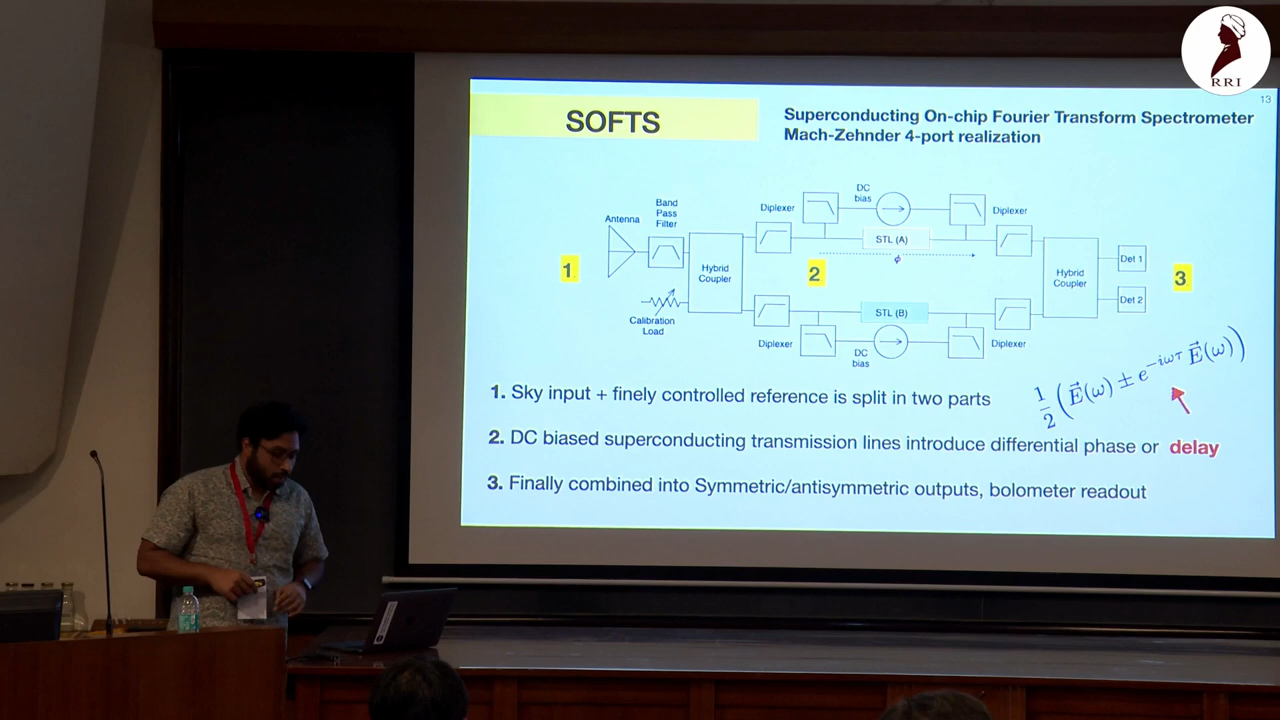 RRI
13
SOFTS
Superconducting On-chip Fourier Transform Spectrometer
Mach-Zehnder 4-port realization
Antenna
Band
Pass
Filter
Diplexer
DC
bias
Diplexer
STL (A)
ϕ
1.
Hybrid
Coupler
2
Hybrid
Coupler
Det 1
Det 2
3
Calibration
Load
STL (B)
Diplexer
DC
bias
Diplexer
1/2 (E⃗(ω) ± e^{-iωτ} E⃗(ω))
1. Sky input + finely controlled reference is split in two parts
2. DC biased superconducting transmission lines introduce differential phase or delay
3. Finally combined into Symmetric/antisymmetric outputs, bolometer readout